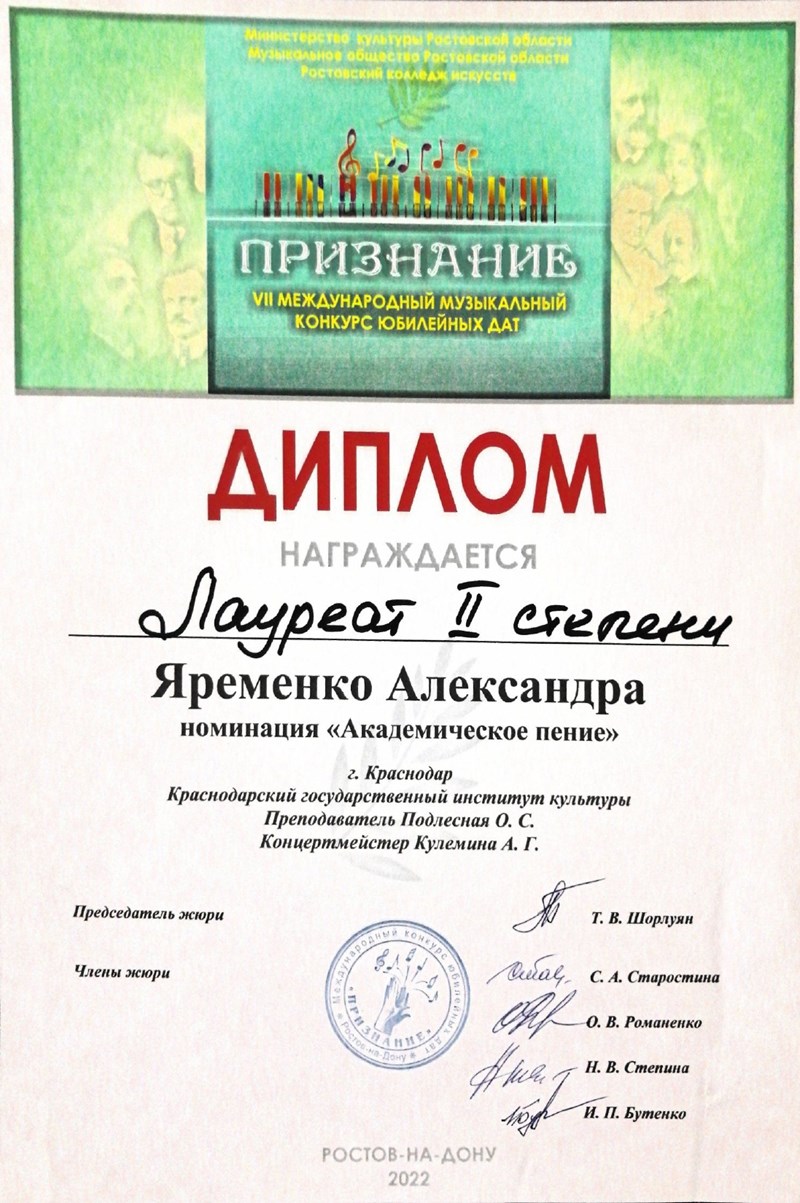 Министерство культуры Ростовской области
Музыкальное общество Ростовской области
Ростовский колледж искусств
ПРИЗНАНИЕ
VII МЕЖДУНАРОДНЫЙ МУЗЫКАЛЬНЫЙ
КОНКУРС ЮБИЛЕЙНЫХ ДАТ
ДИПЛОМ
НАГРАЖДАЕТСЯ
Лауреат II степени
Яременко Александра
номинация «Академическое пение»
г. Краснодар
Краснодарский государственный институт культуры
Преподаватель Подлесная О. С.
Концертмейстер Кулемина А. Г.
Председатель жюри
Т. В. Шорлуян
Члены жюри
С. А. Старостина
О. В. Романенко
Н. В. Степина
И. П. Бутенко
Международный конкурс юбилейных дат
«ПРИЗНАНИЕ»
Ростов-на-Дону
РОСТОВ-НА-ДОНУ
2022